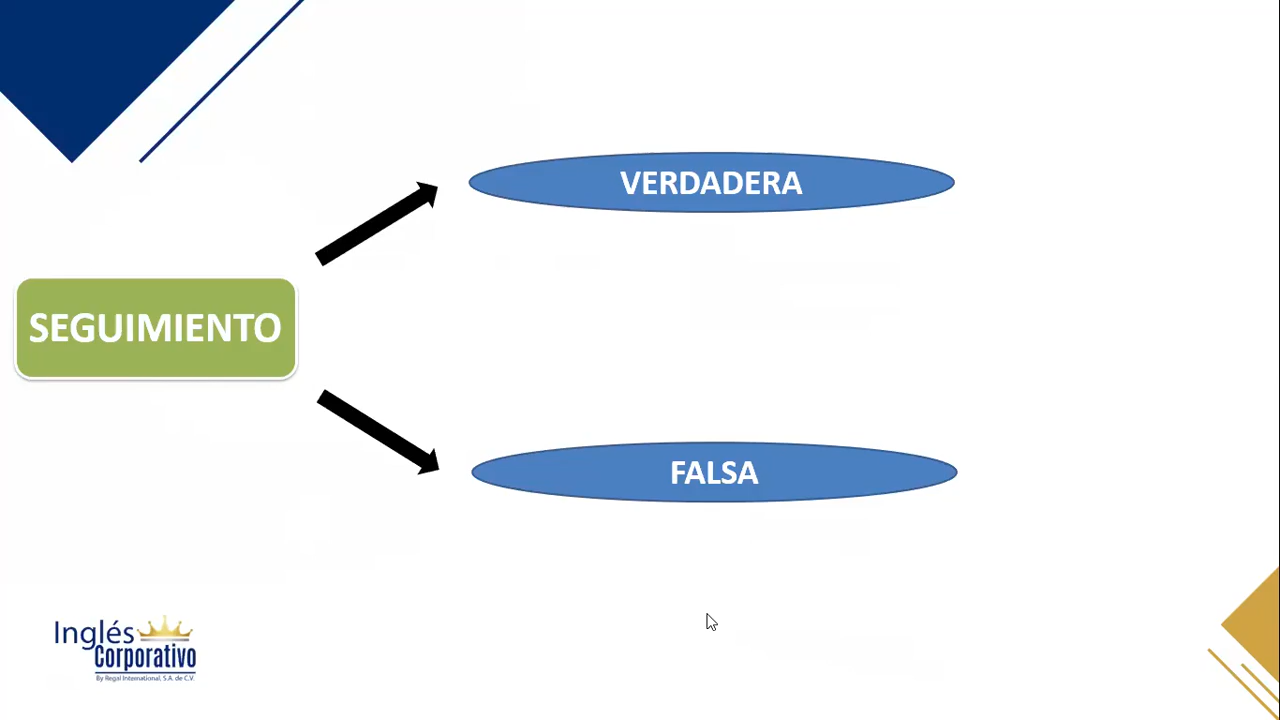 VERDADERA
SEGUIMIENTO
FALSA
Inglés
Corporativo
By Regal International, S.A. de C.V.